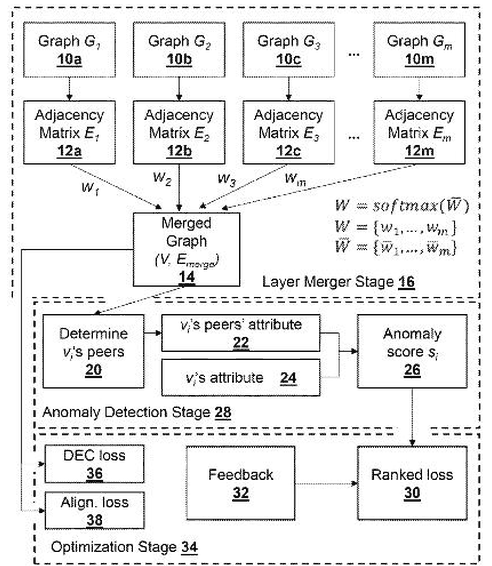 Graph G1
10a
Graph G2
10b
Graph G3
10c
...
Graph Gm
10m
Adjacency
Matrix E1
12a
Adjacency
Matrix E2
12b
Adjacency
Matrix E3
12c
...
Adjacency
Matrix Em
12m
w1
w2
w3
wm
Merged
Graph
(V, Emerge)
14
W = softmax(W̅)
W = {w1,...,wm}
W̅ = {w̅1,...,w̅m}
Layer Merger Stage 16
Determine
vi's peers
20
vi's peers' attribute
22
vi's attribute 24
Anomaly
score si
26
Anomaly Detection Stage 28
DEC loss
36
Align. loss
38
Feedback
32
Ranked loss
30
Optimization Stage 34